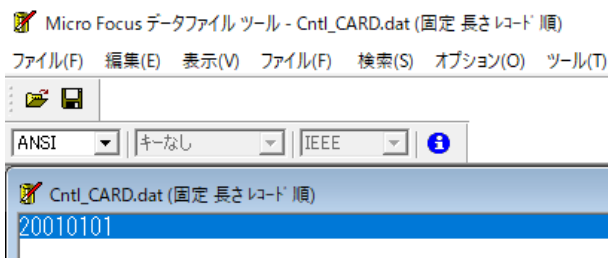 Micro Focus データファイル ツール - Cntl_CARD.dat (固定 長さ ﾚｺｰﾄﾞ 順)
ファイル(F) 編集(E) 表示(V) ファイル(F) 検索(S) オプション(O) ツール(T)
ANSI キーなし IEEE
Cntl_CARD.dat (固定 長さ ﾚｺｰﾄﾞ 順)
20010101